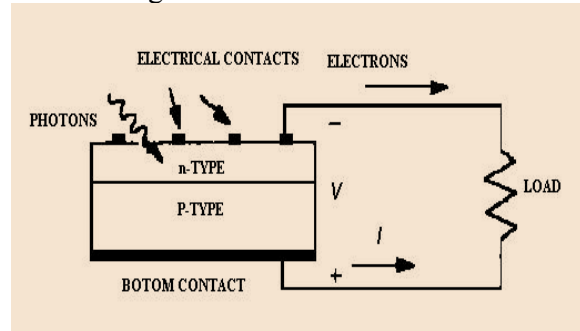 ELECTRICAL CONTACTS
ELECTRONS
PHOTONS
–
n-TYPE
P-TYPE
V
LOAD
I
+
BOTOM CONTACT